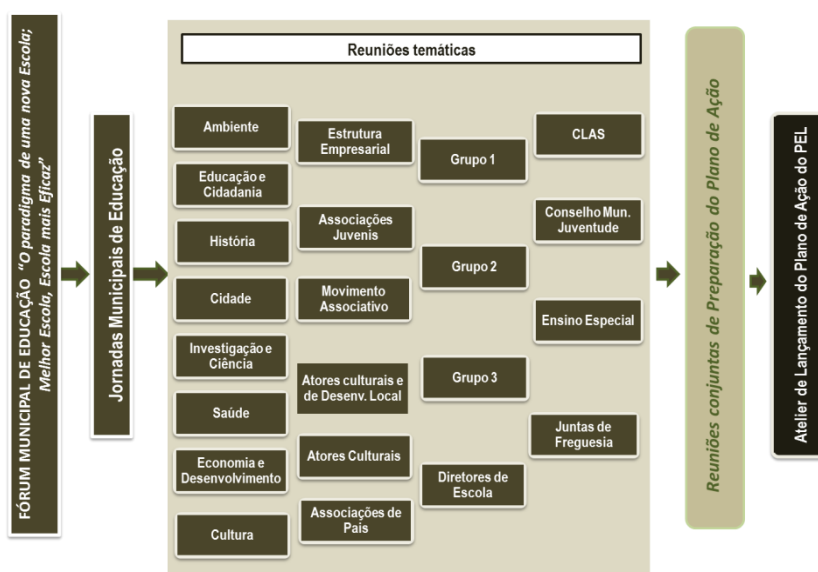 FÓRUM MUNICIPAL DE EDUCAÇÃO "O paradigma de uma nova Escola;
Melhor Escola, Escola mais Eficaz"
Jornadas Municipais de Educação
Reuniões temáticas
Ambiente
Educação e
Cidadania
História
Cidade
Investigação e
Ciência
Saúde
Economia e
Desenvolvimento
Cultura
Estrutura
Empresarial
Associações
Juvenis
Movimento
Associativo
Atores culturais e
de Desenv. Local
Atores Culturais
Associações de
Pais
Grupo 1
Grupo 2
Grupo 3
Diretores de
Escola
CLAS
Conselho Mun.
Juventude
Ensino Especial
Juntas de
Freguesia
Reuniões conjuntas de Preparação do Plano de Ação
Atelier de Lançamento do Plano de Ação do PEL